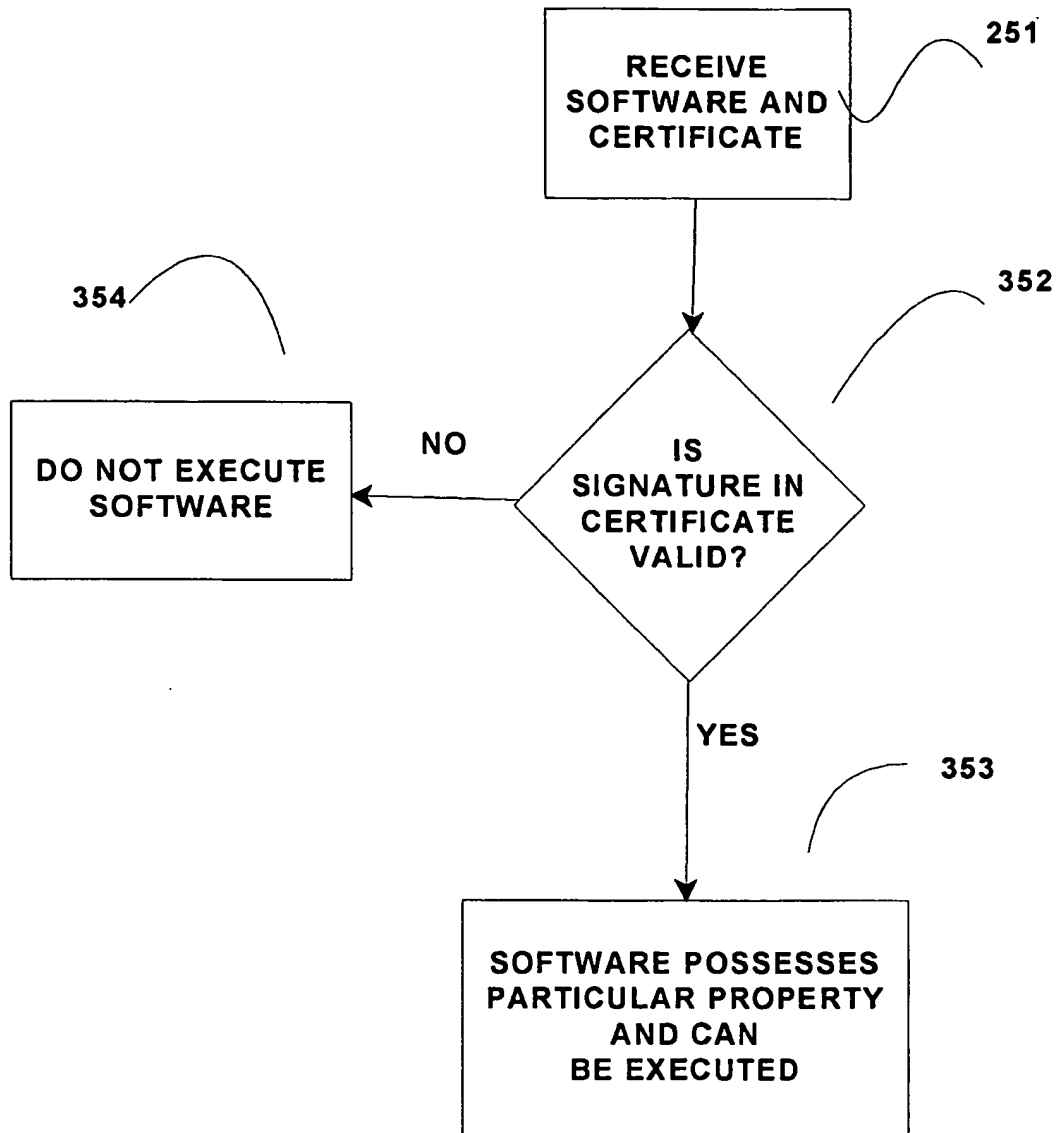 251
RECEIVE
SOFTWARE AND
CERTIFICATE
352
354
IS
SIGNATURE IN
CERTIFICATE
VALID?
NO
DO NOT EXECUTE
SOFTWARE
YES
353
SOFTWARE POSSESSES
PARTICULAR PROPERTY
AND CAN
BE EXECUTED